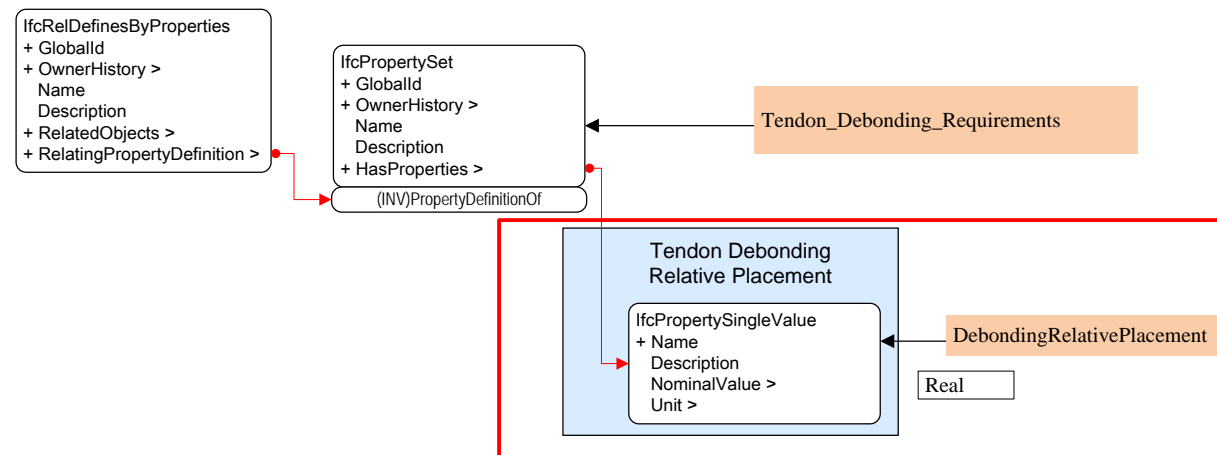 IfcRelDefinesByProperties
+ GlobalId
+ OwnerHistory >
Name
Description
+ RelatedObjects >
+ RelatingPropertyDefinition >
IfcPropertySet
+ GlobalId
+ OwnerHistory >
Name
Description
+ HasProperties >
(INV)PropertyDefinitionOf
Tendon_Debonding_Requirements
Tendon Debonding
Relative Placement
IfcPropertySingleValue
+ Name
Description
NominalValue >
Unit >
DebondingRelativePlacement
Real